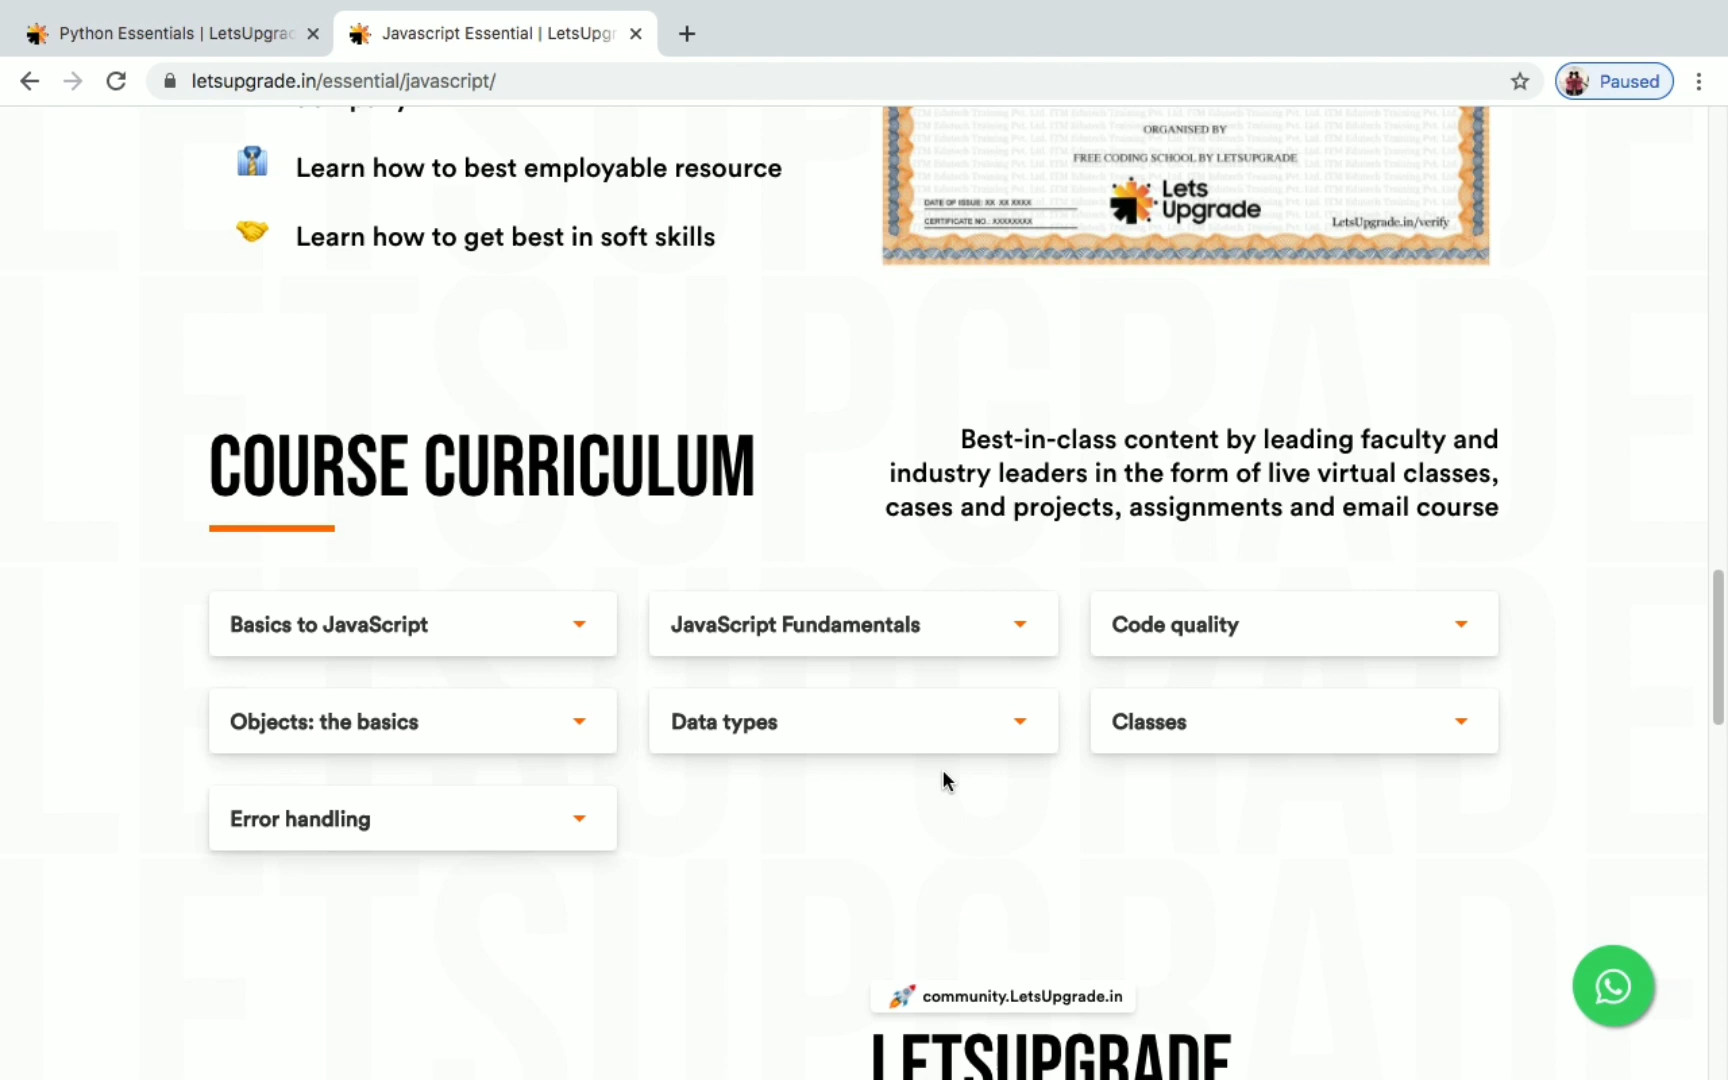 Python Essentials | LetsUpgra
Javascript Essential | LetsUpgr
letsupgrade.in/essential/javascript/
Paused
Learn how to best employable resource
Learn how to get best in soft skills
ORGANISED BY
FREE CODING SCHOOL BY LETSUPGRADE
Lets
Upgrade
DATE OF ISSUE: XX XX XXXX
CERTIFICATE NO.: XXXXXXXX
LetsUpgrade.in/verify
COURSE CURRICULUM
Best-in-class content by leading faculty and
industry leaders in the form of live virtual classes,
cases and projects, assignments and email course
Basics to JavaScript
JavaScript Fundamentals
Code quality
Objects: the basics
Data types
Classes
Error handling
community.LetsUpgrade.in
LETSUPGRADE